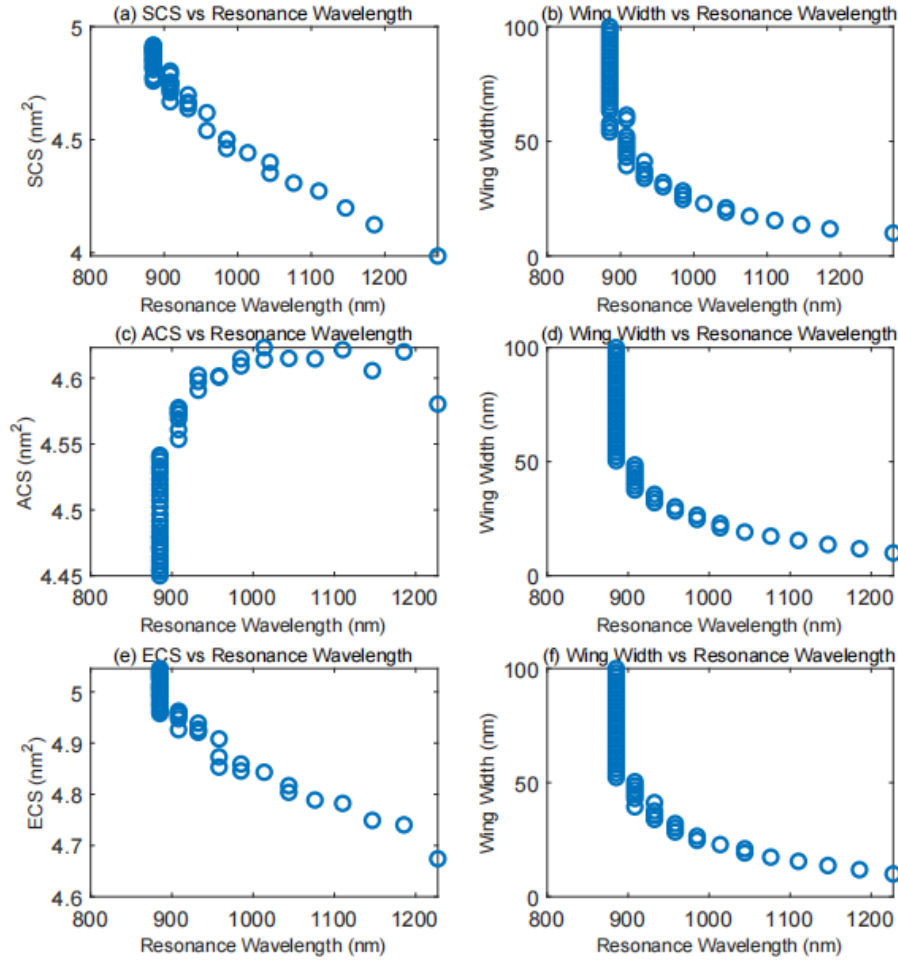 (a) SCS vs Resonance Wavelength
5
4.5
4
SCS (nm²)
800 900 1000 1100 1200
Resonance Wavelength (nm)
(b) Wing Width vs Resonance Wavelength
100
50
0
Wing Width(nm)
800 900 1000 1100 1200
Resonance Wavelength (nm)
(c) ACS vs Resonance Wavelength
4.6
4.55
4.5
4.45
ACS (nm²)
800 900 1000 1100 1200
Resonance Wavelength (nm)
(d) Wing Width vs Resonance Wavelength
100
50
0
Wing Width (nm)
800 900 1000 1100 1200
Resonance Wavelength (nm)
(e) ECS vs Resonance Wavelength
5
4.9
4.8
4.7
4.6
ECS (nm²)
800 900 1000 1100 1200
Resonance Wavelength (nm)
(f) Wing Width vs Resonance Wavelength
100
50
0
Wing Width (nm)
800 900 1000 1100 1200
Resonance Wavelength (nm)